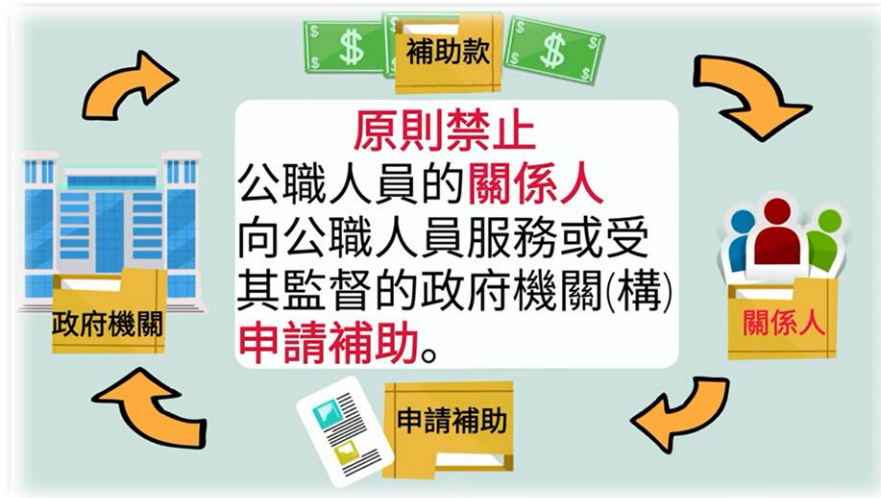 補助款
原則禁止
公職人員的關係人
向公職人員服務或受
其監督的政府機關(構)
申請補助。
政府機關
關係人
申請補助